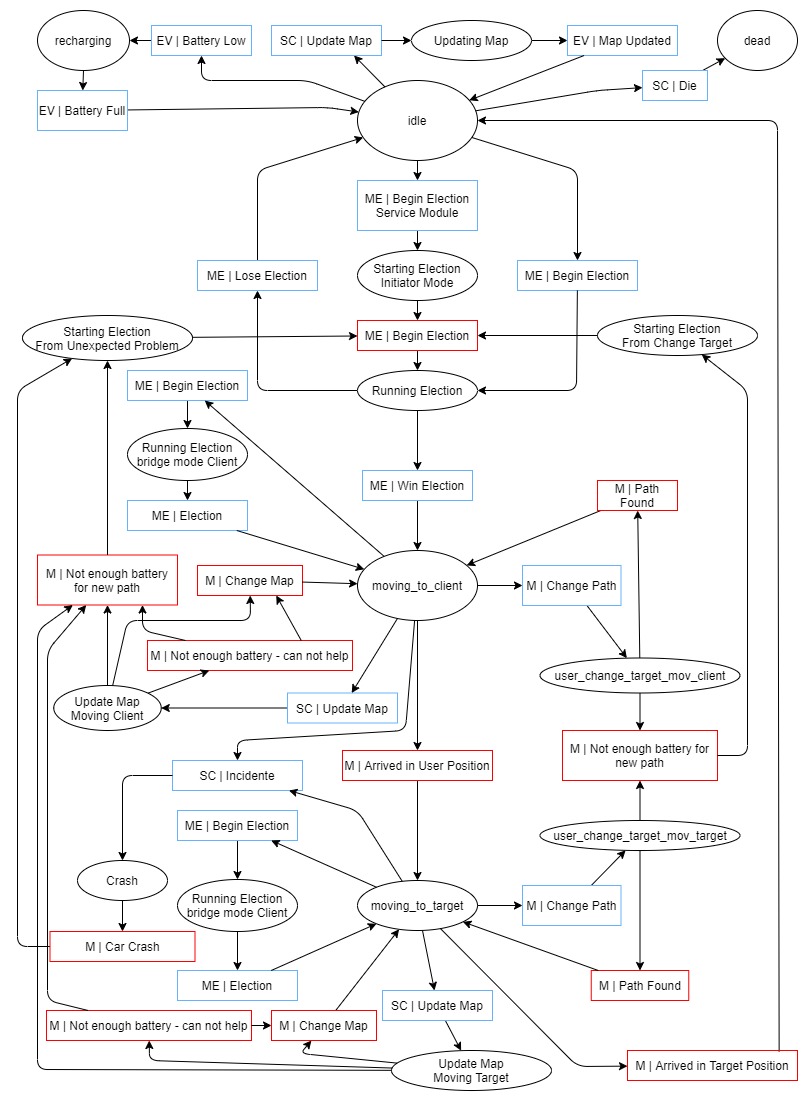 recharging
EV | Battery Low
SC | Update Map
Updating Map
EV | Map Updated
dead
SC | Die
EV | Battery Full
idle
ME | Begin Election
Service Module
ME | Lose Election
Starting Election
Initiator Mode
ME | Begin Election
Starting Election
From Unexpected Problem
ME | Begin Election
Starting Election
From Change Target
ME | Begin Election
Running Election
Running Election
bridge mode Client
ME | Win Election
M | Path
Found
ME | Election
M | Not enough battery
for new path
M | Change Map
moving_to_client
M | Change Path
M | Not enough battery - can not help
user_change_target_mov_client
Update Map
Moving Client
SC | Update Map
M | Not enough battery for
new path
SC | Incidente
M | Arrived in User Position
ME | Begin Election
user_change_target_mov_target
Crash
Running Election
bridge mode Client
moving_to_target
M | Change Path
M | Car Crash
ME | Election
M | Path Found
SC | Update Map
M | Not enough battery - can not help
M | Change Map
Update Map
Moving Target
M | Arrived in Target Position